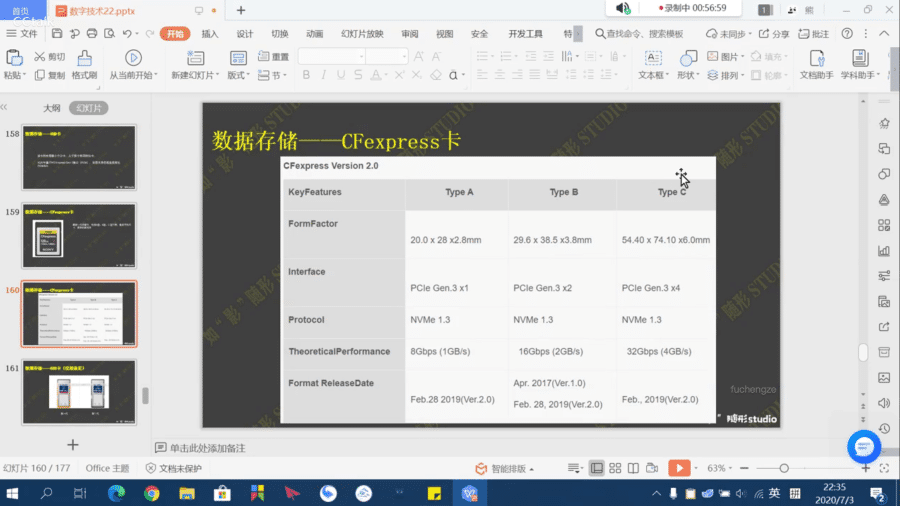 首页
CCtalk
数字技术22.pptx
录制中 00:56:59
1
文件
开始
插入
设计
切换
动画
幻灯片放映
审阅
视图
安全
开发工具
特
查找命令、搜索模板
未同步
分享
批注
粘贴
剪切
复制
格式刷
从当前开始
新建幻灯片
版式
重置
节
B I U S
文本框
形状
图片
排列
填充
轮廓
文档助手
学科助手
大纲
幻灯片
158
159
160
161
数据存储——CFexpress卡
CFexpress Version 2.0
KeyFeatures Type A Type B Type C
FormFactor 20.0 x 28 x2.8mm 29.6 x 38.5 x3.8mm 54.40 x 74.10 x6.0mm
Interface PCIe Gen.3 x1 PCIe Gen.3 x2 PCIe Gen.3 x4
Protocol NVMe 1.3 NVMe 1.3 NVMe 1.3
TheoreticalPerformance 8Gbps (1GB/s) 16Gbps (2GB/s) 32Gbps (4GB/s)
Format ReleaseDate Feb.28 2019(Ver.2.0) Apr. 2017(Ver.1.0) Feb. 28, 2019(Ver.2.0) Feb., 2019(Ver.2.0)
fuchengze
随形studio
单击此处添加备注
幻灯片 160 / 177
Office 主题
文档未保护
智能排版
63%
英
22:35
2020/7/3
2